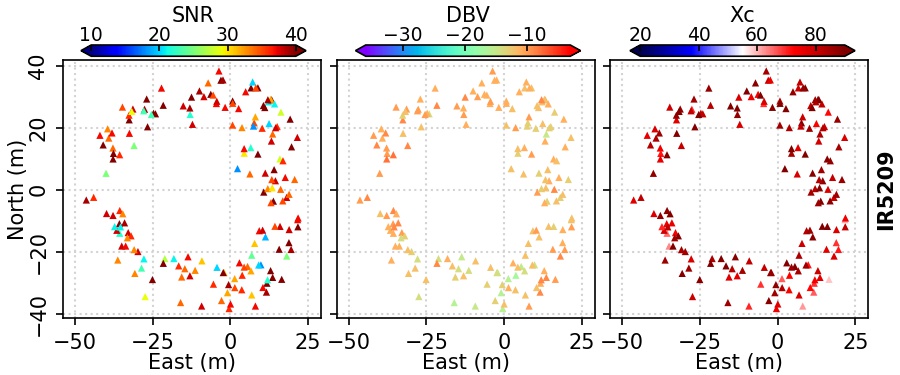 SNR DBV Xc
10 20 30 40 −30 −20 −10 20 40 60 80
40
20
0
−20
−40
North (m)
−50 −25 0 25 −50 −25 0 25 −50 −25 0 25
East (m) East (m) East (m)
IR5209